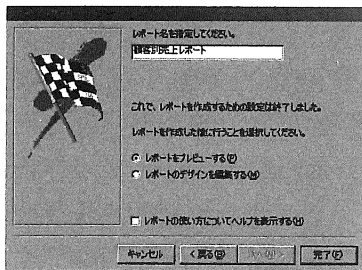 レポート名を指定してください。
顧客別売上レポート
これで、レポートを作成するための設定は終了しました。
レポートを作成した後に行うことを選択してください。
レポートをプレビューする(P)
レポートのデザインを編集する(M)
レポートの使い方についてヘルプを表示する(H)
キャンセル
< 戻る(B)
次へ(N) >
完了(F)